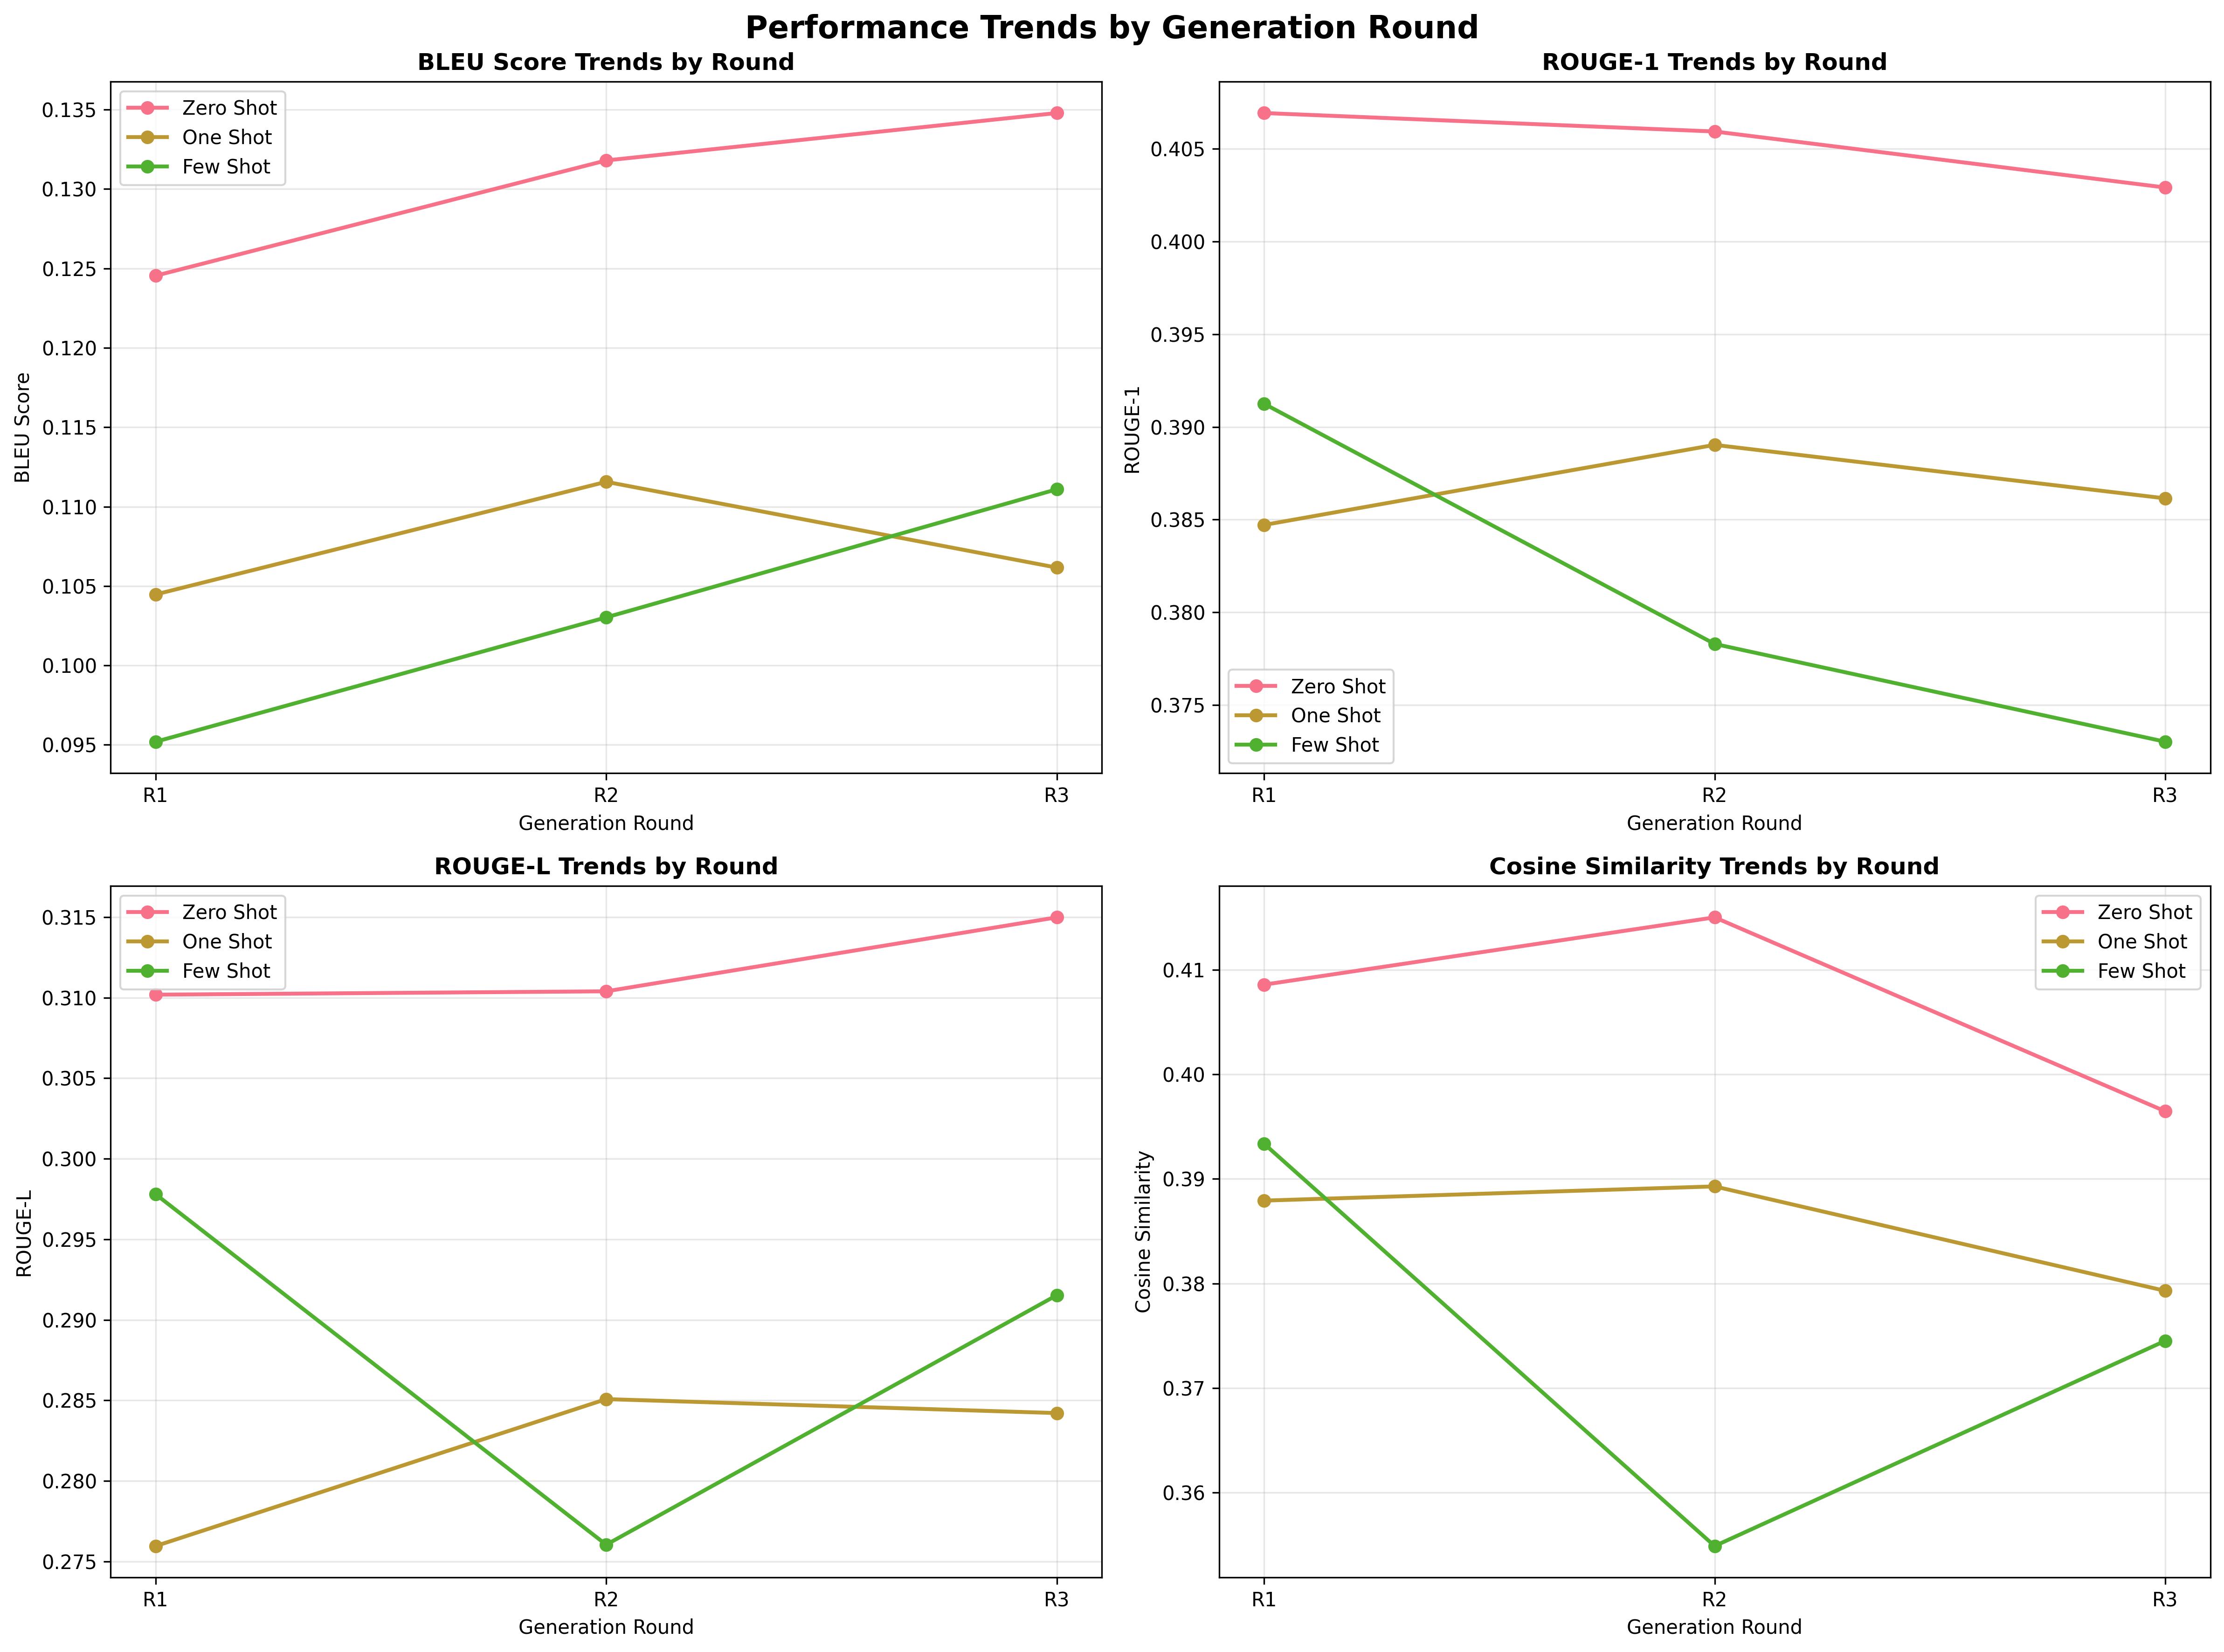 Performance Trends by Generation Round
BLEU Score Trends by Round
Zero Shot
One Shot
Few Shot
0.135
0.130
0.125
0.120
0.115
0.110
0.105
0.100
0.095
BLEU Score
R1
R2
R3
Generation Round
ROUGE-1 Trends by Round
0.405
0.400
0.395
0.390
0.385
0.380
0.375
ROUGE-1
Zero Shot
One Shot
Few Shot
R1
R2
R3
Generation Round
ROUGE-L Trends by Round
Zero Shot
One Shot
Few Shot
0.315
0.310
0.305
0.300
0.295
0.290
0.285
0.280
0.275
ROUGE-L
R1
R2
R3
Generation Round
Cosine Similarity Trends by Round
Zero Shot
One Shot
Few Shot
0.41
0.40
0.39
0.38
0.37
0.36
Cosine Similarity
R1
R2
R3
Generation Round